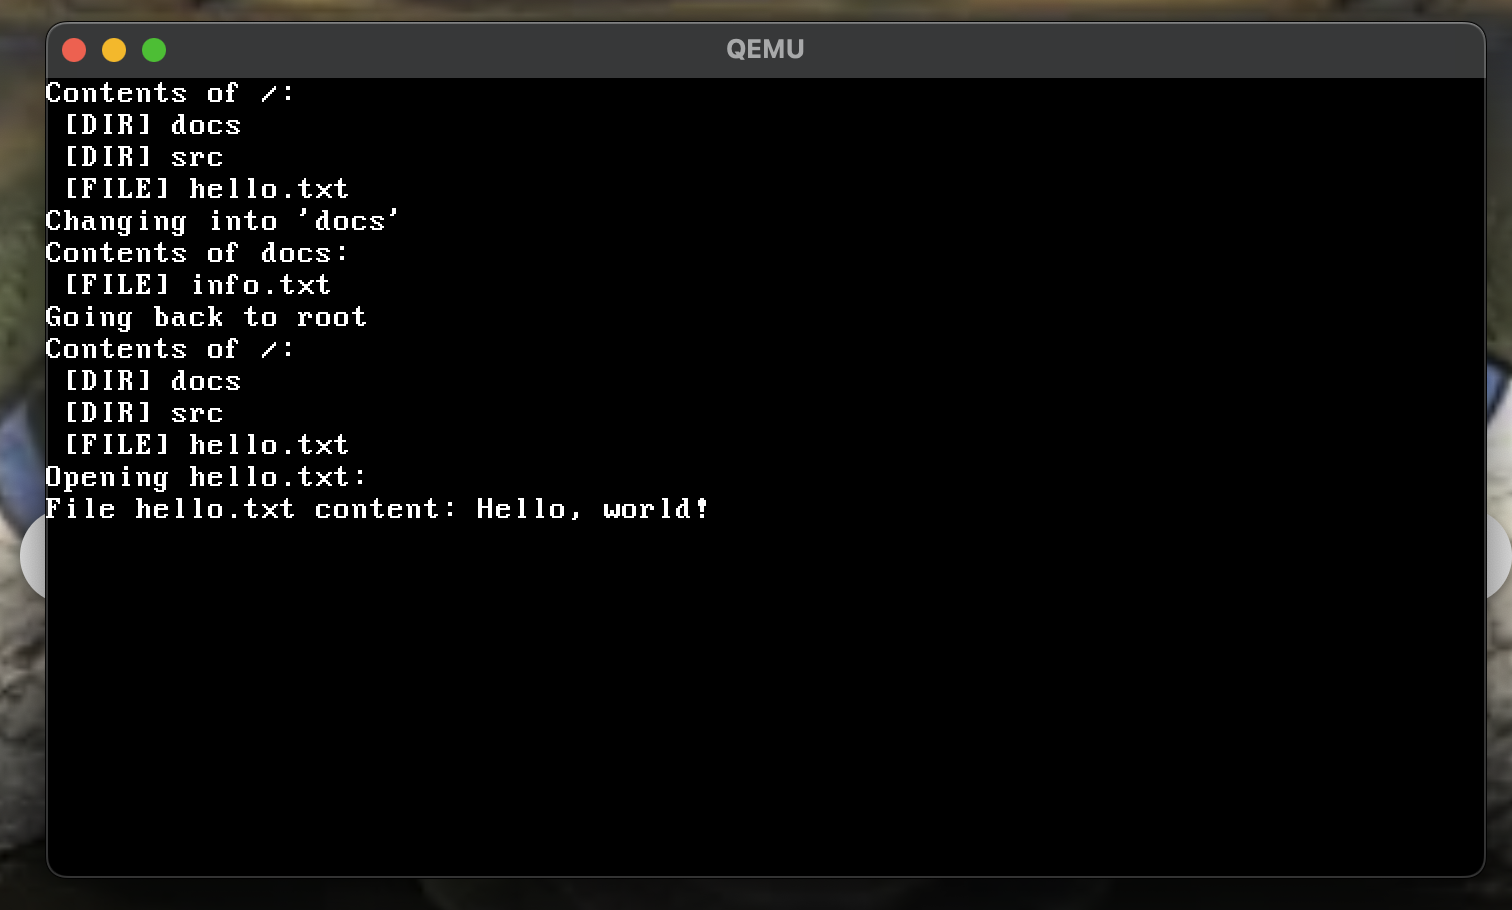 QEMU
Contents of /:
[DIR] docs
[DIR] src
[FILE] hello.txt
Changing into 'docs'
Contents of docs:
[FILE] info.txt
Going back to root
Contents of /:
[DIR] docs
[DIR] src
[FILE] hello.txt
Opening hello.txt:
File hello.txt content: Hello, world!